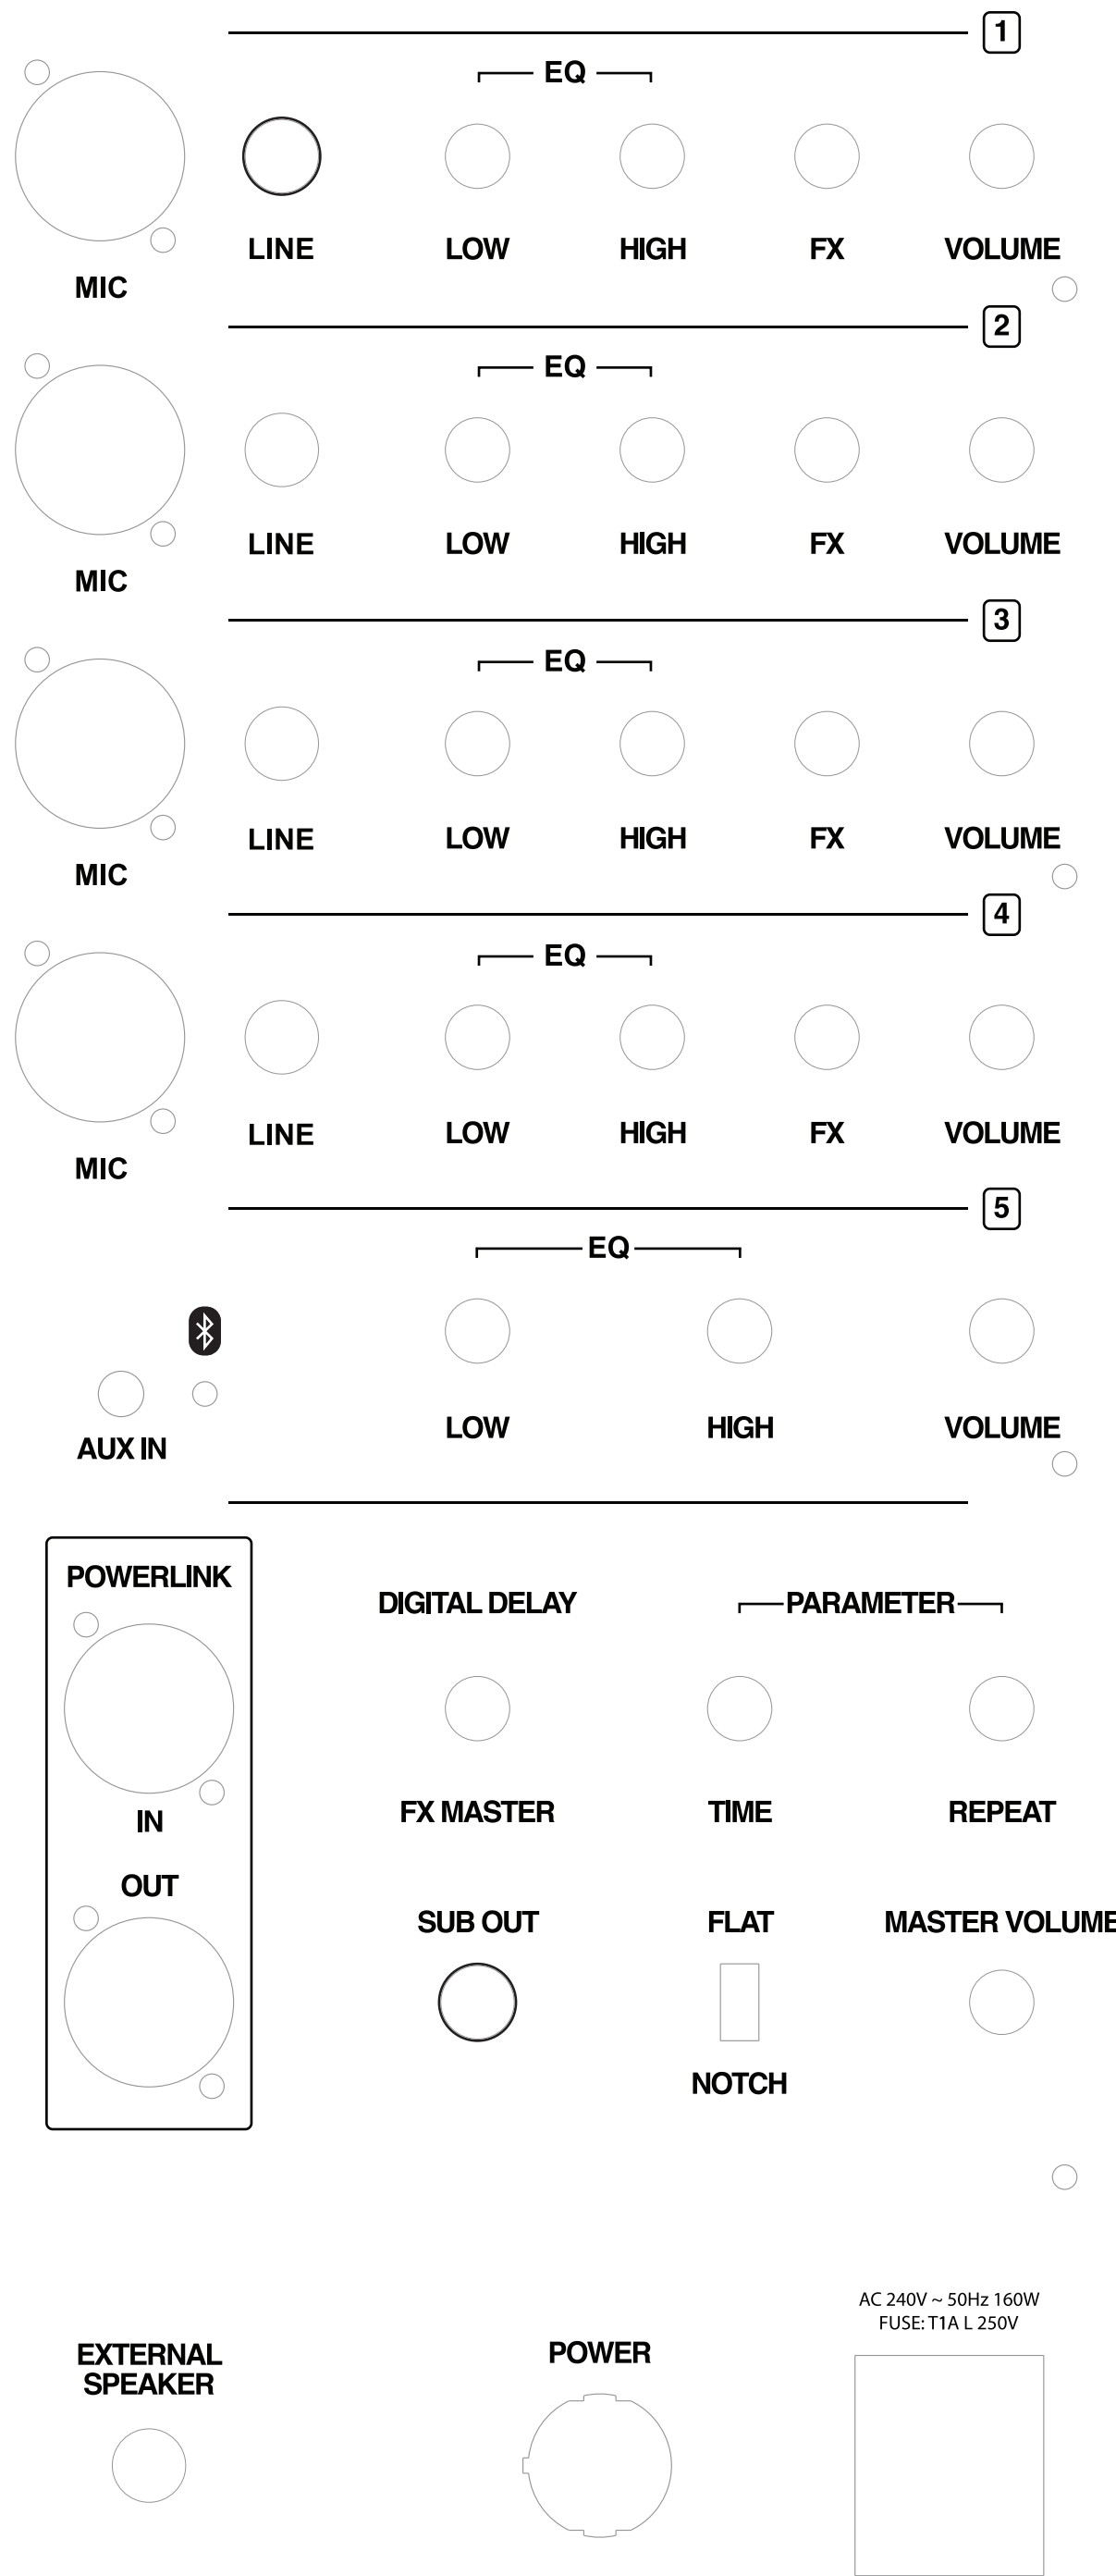 1
EQ
LINE LOW HIGH FX VOLUME
MIC
2
EQ
LINE LOW HIGH FX VOLUME
MIC
3
EQ
LINE LOW HIGH FX VOLUME
MIC
4
EQ
LINE LOW HIGH FX VOLUME
MIC
5
EQ
LOW HIGH VOLUME
AUX IN
POWERLINK
DIGITAL DELAY PARAMETER
FX MASTER TIME REPEAT
IN
OUT
SUB OUT FLAT MASTER VOLUME
NOTCH
AC 240V ~ 50Hz 160W
FUSE: T1A L 250V
EXTERNAL
SPEAKER
POWER